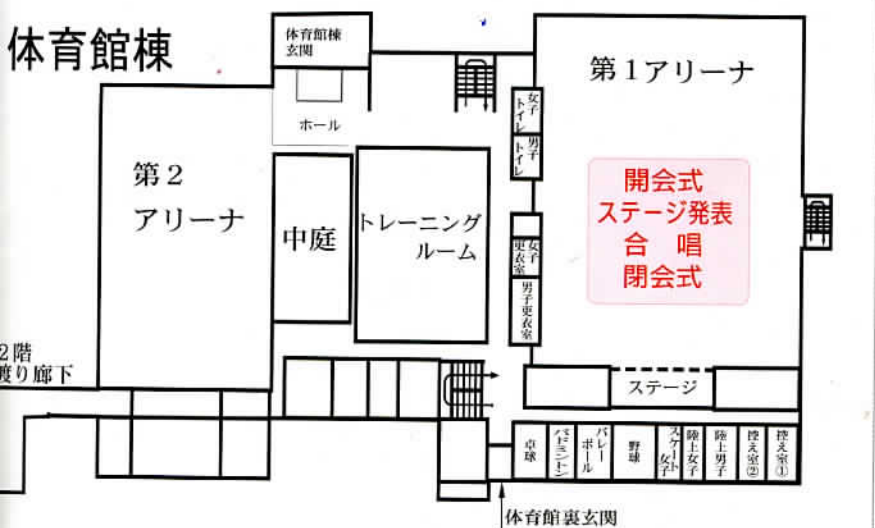 体育館棟
体育館棟
玄関
ホール
第1アリーナ
女子
トイレ
男子
トイレ
第2
アリーナ
中庭
トレーニング
ルーム
開会式
ステージ発表
合 唱
閉会式
女子
更衣室
男子更衣室
2階
渡り廊下
ステージ
卓球
バドミントン
バレー
ボール
野球
スケート
女子
陸上女子
陸上男子
控え室②
控え室①
体育館裏玄関